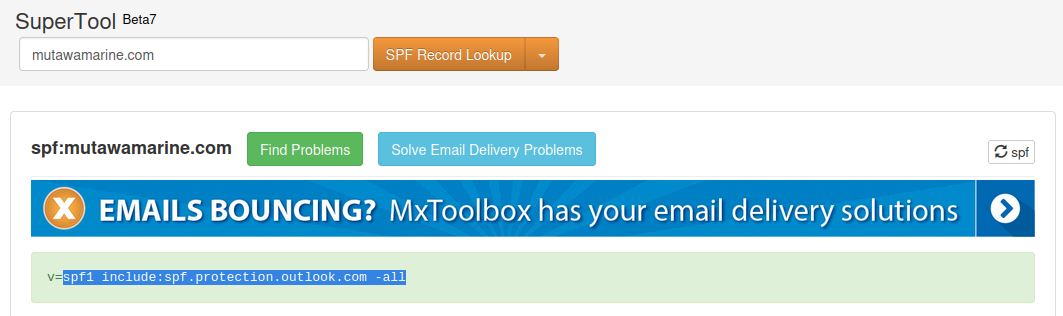 SuperTool Beta7
mutawamarine.com SPF Record Lookup
spf:mutawamarine.com Find Problems Solve Email Delivery Problems spf
X EMAILS BOUNCING? MxToolbox has your email delivery solutions
v=spf1 include:spf.protection.outlook.com -all